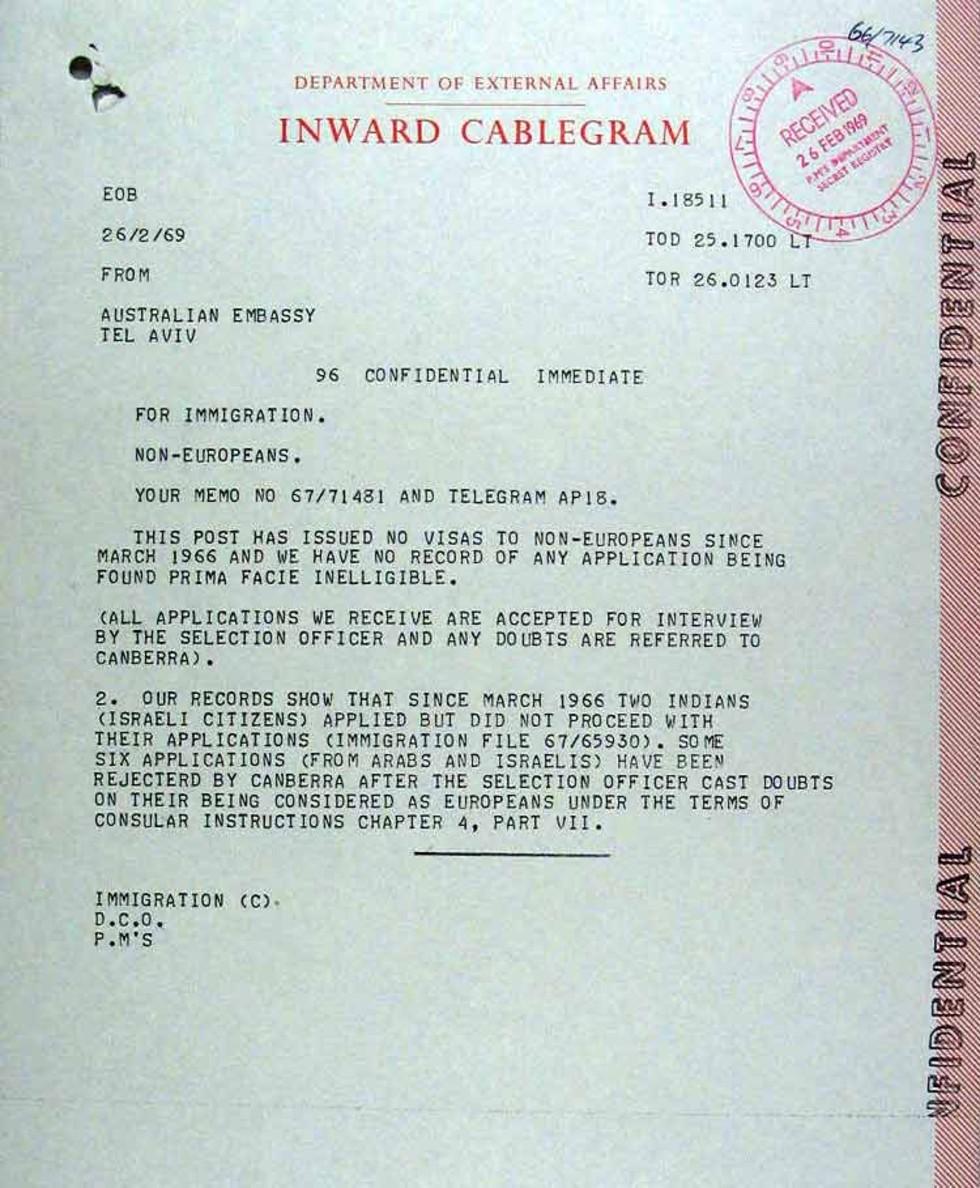 66/7143
DEPARTMENT OF EXTERNAL AFFAIRS
INWARD CABLEGRAM
RECEIVED
26 FEB 1969
P.M'S DEPARTMENT
SECRET REGISTRY
EOB
I.18511
26/2/69
TOD 25.1700 LT
FROM
TOR 26.0123 LT
AUSTRALIAN EMBASSY
TEL AVIV
96 CONFIDENTIAL IMMEDIATE
FOR IMMIGRATION.
NON-EUROPEANS.
YOUR MEMO NO 67/71481 AND TELEGRAM AP18.
THIS POST HAS ISSUED NO VISAS TO NON-EUROPEANS SINCE
MARCH 1966 AND WE HAVE NO RECORD OF ANY APPLICATION BEING
FOUND PRIMA FACIE INELLIGIBLE.
(ALL APPLICATIONS WE RECEIVE ARE ACCEPTED FOR INTERVIEW
BY THE SELECTION OFFICER AND ANY DOUBTS ARE REFERRED TO
CANBERRA).
2. OUR RECORDS SHOW THAT SINCE MARCH 1966 TWO INDIANS
(ISRAELI CITIZENS) APPLIED BUT DID NOT PROCEED WITH
THEIR APPLICATIONS (IMMIGRATION FILE 67/65930). SOME
SIX APPLICATIONS (FROM ARABS AND ISRAELIS) HAVE BEEN
REJECTERD BY CANBERRA AFTER THE SELECTION OFFICER CAST DOUBTS
ON THEIR BEING CONSIDERED AS EUROPEANS UNDER THE TERMS OF
CONSULAR INSTRUCTIONS CHAPTER 4, PART VII.
IMMIGRATION (C).
D.C.O.
P.M'S
CONFIDENTIAL
NFIDENTIAL